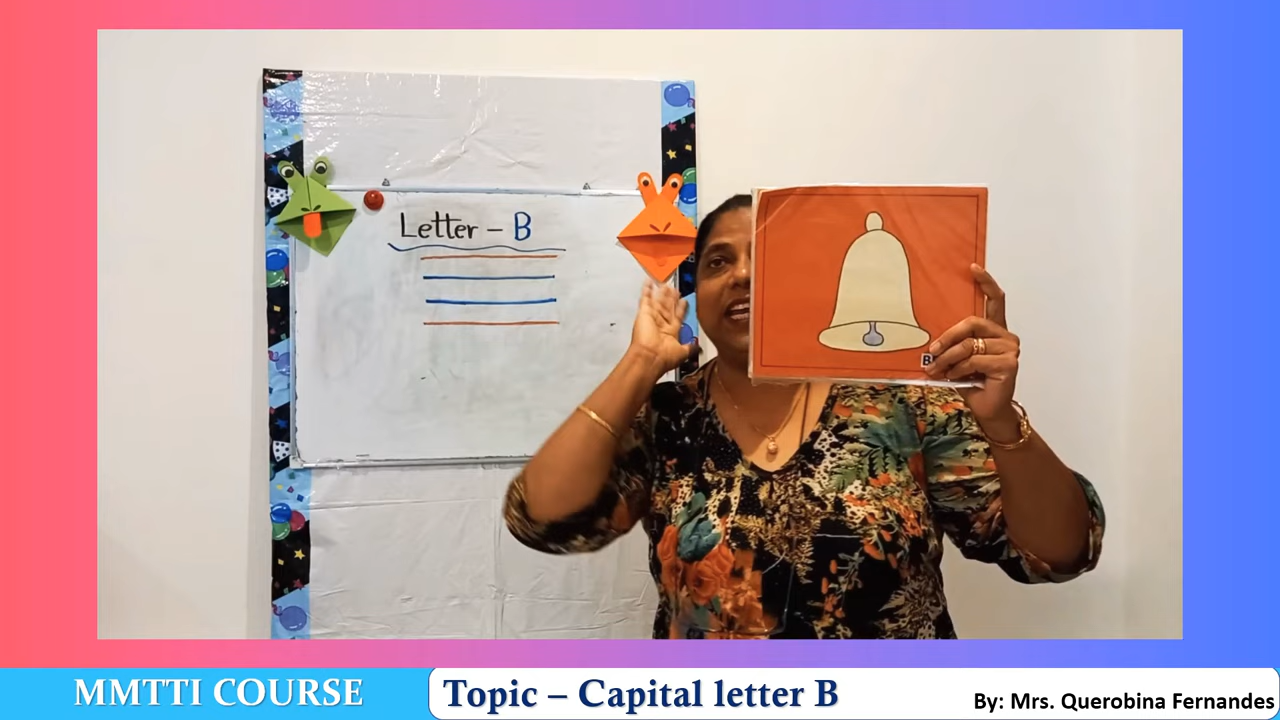 Letter – B
MMTTI COURSE
Topic – Capital letter B
By: Mrs. Querobina Fernandes